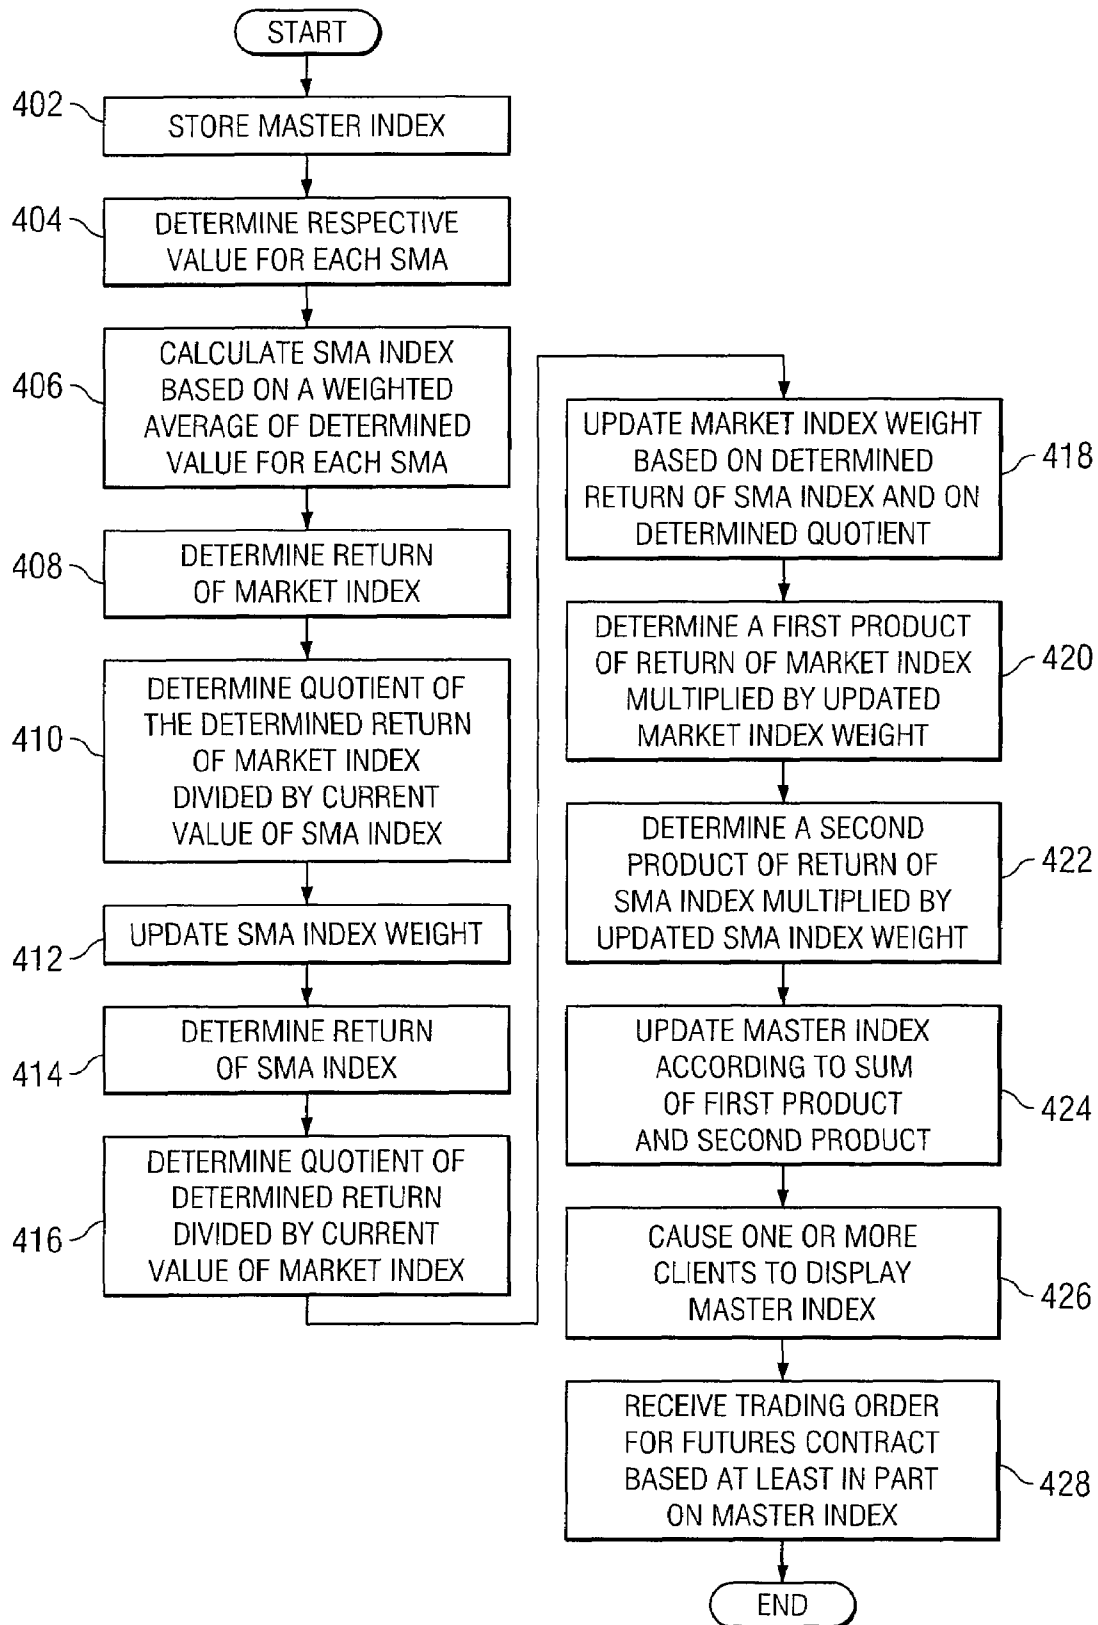 START
402
STORE MASTER INDEX
404
DETERMINE RESPECTIVE
VALUE FOR EACH SMA
406
CALCULATE SMA INDEX
BASED ON A WEIGHTED
AVERAGE OF DETERMINED
VALUE FOR EACH SMA
408
DETERMINE RETURN
OF MARKET INDEX
410
DETERMINE QUOTIENT OF
THE DETERMINED RETURN
OF MARKET INDEX
DIVIDED BY CURRENT
VALUE OF SMA INDEX
412
UPDATE SMA INDEX WEIGHT
414
DETERMINE RETURN
OF SMA INDEX
416
DETERMINE QUOTIENT OF
DETERMINED RETURN
DIVIDED BY CURRENT
VALUE OF MARKET INDEX
UPDATE MARKET INDEX WEIGHT
BASED ON DETERMINED
RETURN OF SMA INDEX AND ON
DETERMINED QUOTIENT
418
DETERMINE A FIRST PRODUCT
OF RETURN OF MARKET INDEX
MULTIPLIED BY UPDATED
MARKET INDEX WEIGHT
420
DETERMINE A SECOND
PRODUCT OF RETURN OF
SMA INDEX MULTIPLIED BY
UPDATED SMA INDEX WEIGHT
422
UPDATE MASTER INDEX
ACCORDING TO SUM
OF FIRST PRODUCT
AND SECOND PRODUCT
424
CAUSE ONE OR MORE
CLIENTS TO DISPLAY
MASTER INDEX
426
RECEIVE TRADING ORDER
FOR FUTURES CONTRACT
BASED AT LEAST IN PART
ON MASTER INDEX
428
END